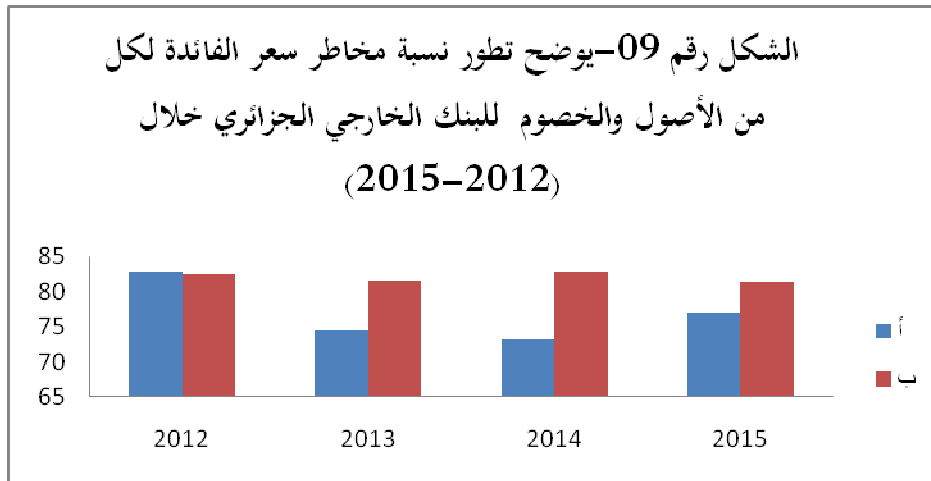 الشكل رقم 09-يوضح تطور نسبة مخاطر سعر الفائدة لكل
من الأصول والخصوم للبنك الخارجي الجزائري خلال
(2012-2015)
85
80
75
70
65
2012 2013 2014 2015
أ
ب